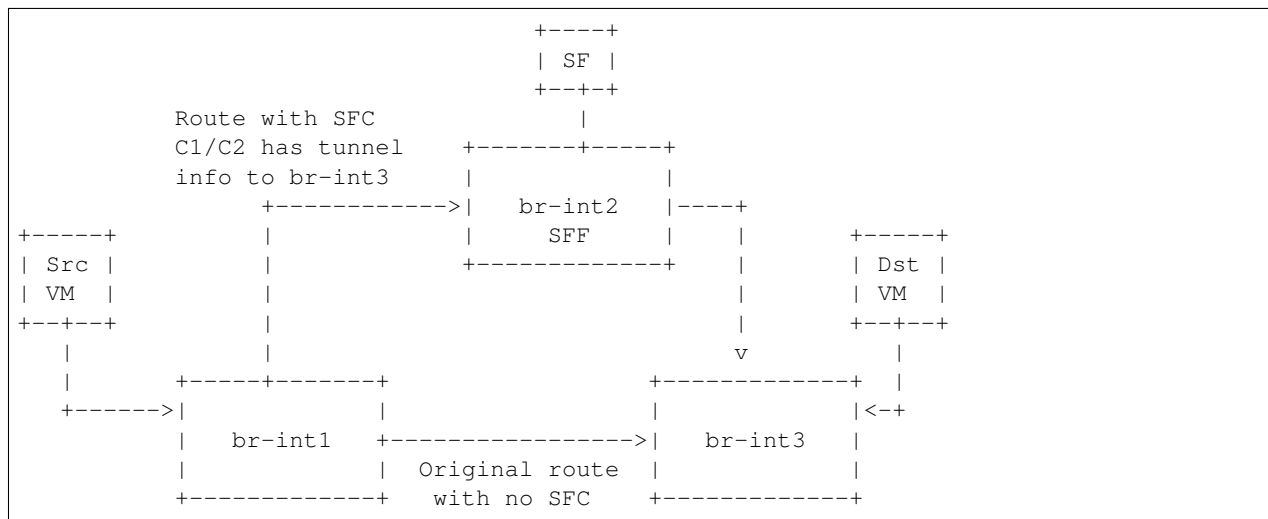 SF
Route with SFC
C1/C2 has tunnel
info to br-int3
br-int2
SFF
Src
VM
Dst
VM
br-int1
br-int3
Original route
with no SFC